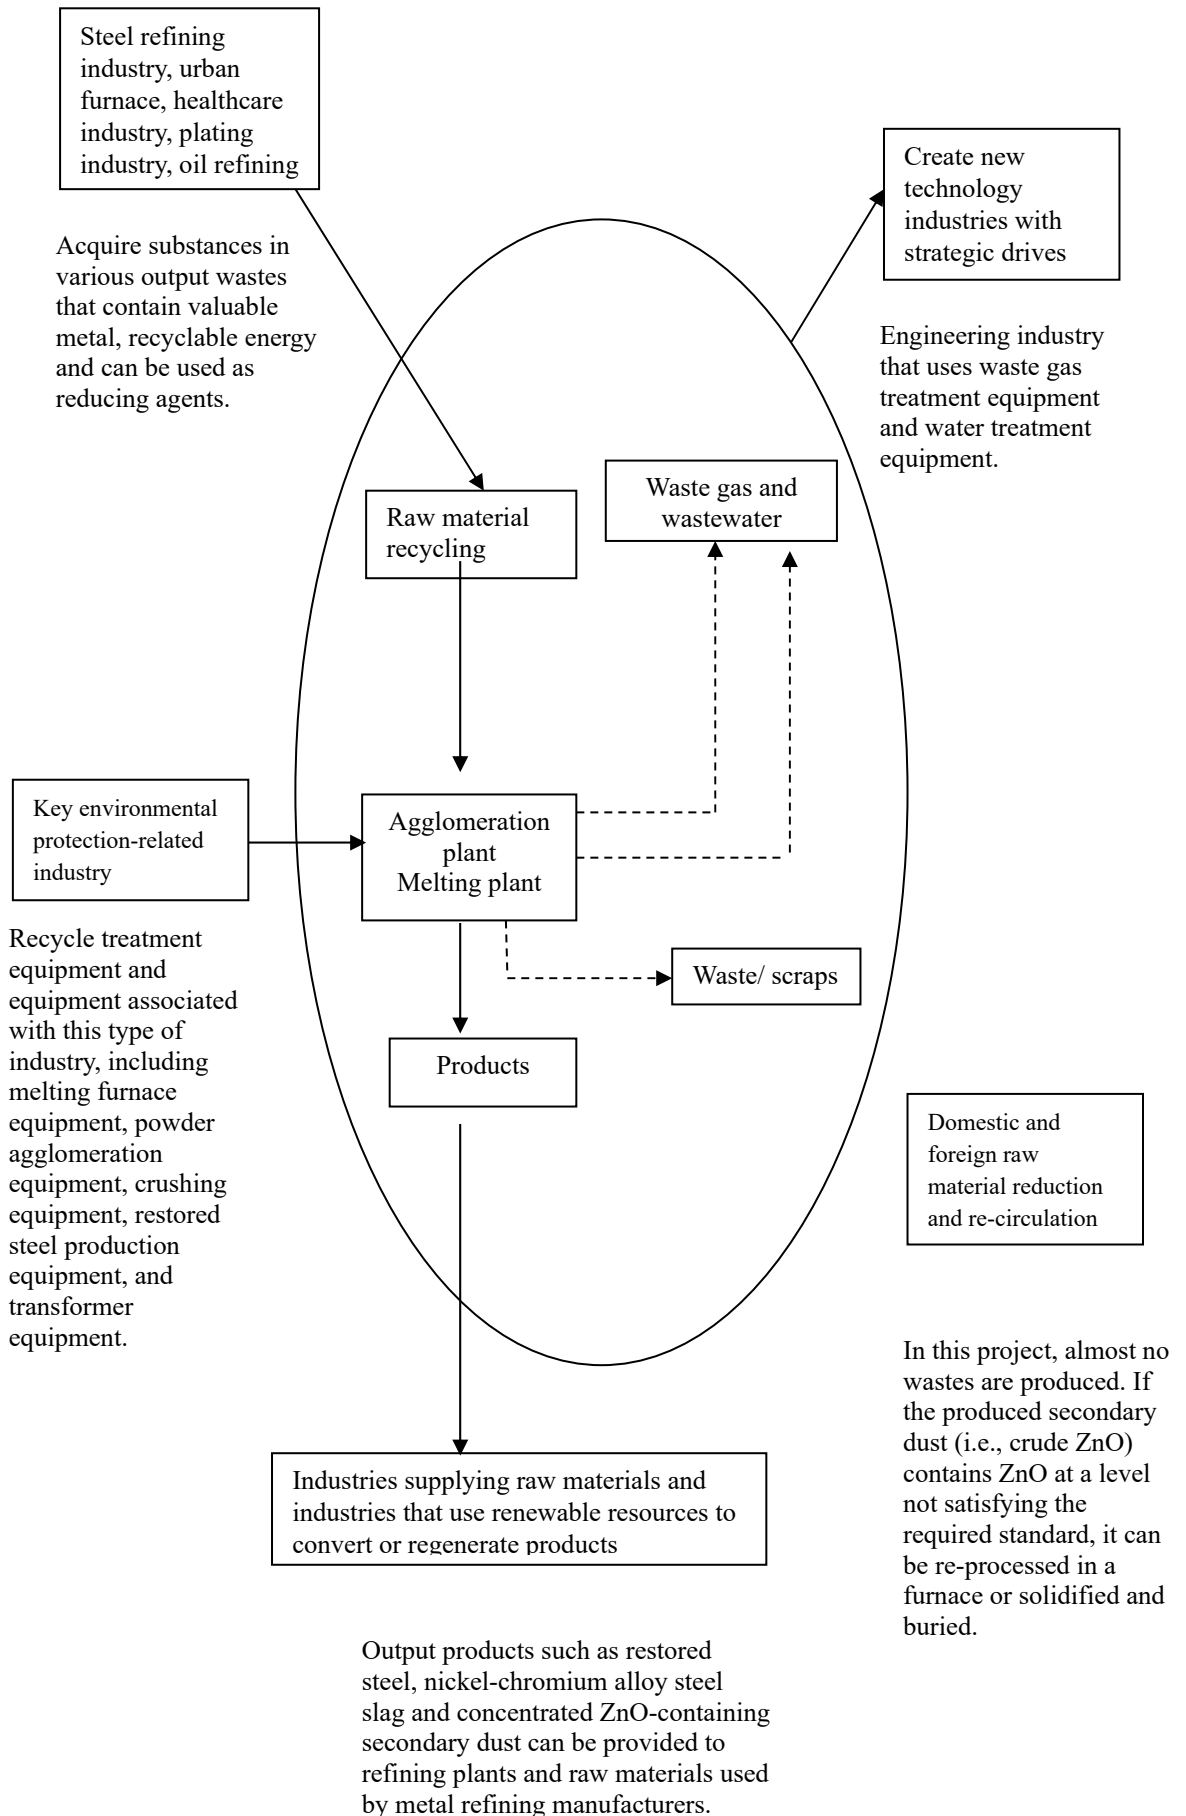 Steel refining
industry, urban
furnace, healthcare
industry, plating
industry, oil refining
Create new
technology
industries with
strategic drives
Acquire substances in
various output wastes
that contain valuable
metal, recyclable energy
and can be used as
reducing agents.
Engineering industry
that uses waste gas
treatment equipment
and water treatment
equipment.
Waste gas and
wastewater
Raw material
recycling
Key environmental
protection-related
industry
Agglomeration
plant
Melting plant
Recycle treatment
equipment and
equipment associated
with this type of
industry, including
melting furnace
equipment, powder
agglomeration
equipment, crushing
equipment, restored
steel production
equipment, and
transformer
equipment.
Waste/ scraps
Products
Domestic and
foreign raw
material reduction
and re-circulation
In this project, almost no
wastes are produced. If
the produced secondary
dust (i.e., crude ZnO)
contains ZnO at a level
not satisfying the
required standard, it can
be re-processed in a
furnace or solidified and
buried.
Industries supplying raw materials and
industries that use renewable resources to
convert or regenerate products
Output products such as restored
steel, nickel-chromium alloy steel
slag and concentrated ZnO-containing
secondary dust can be provided to
refining plants and raw materials used
by metal refining manufacturers.